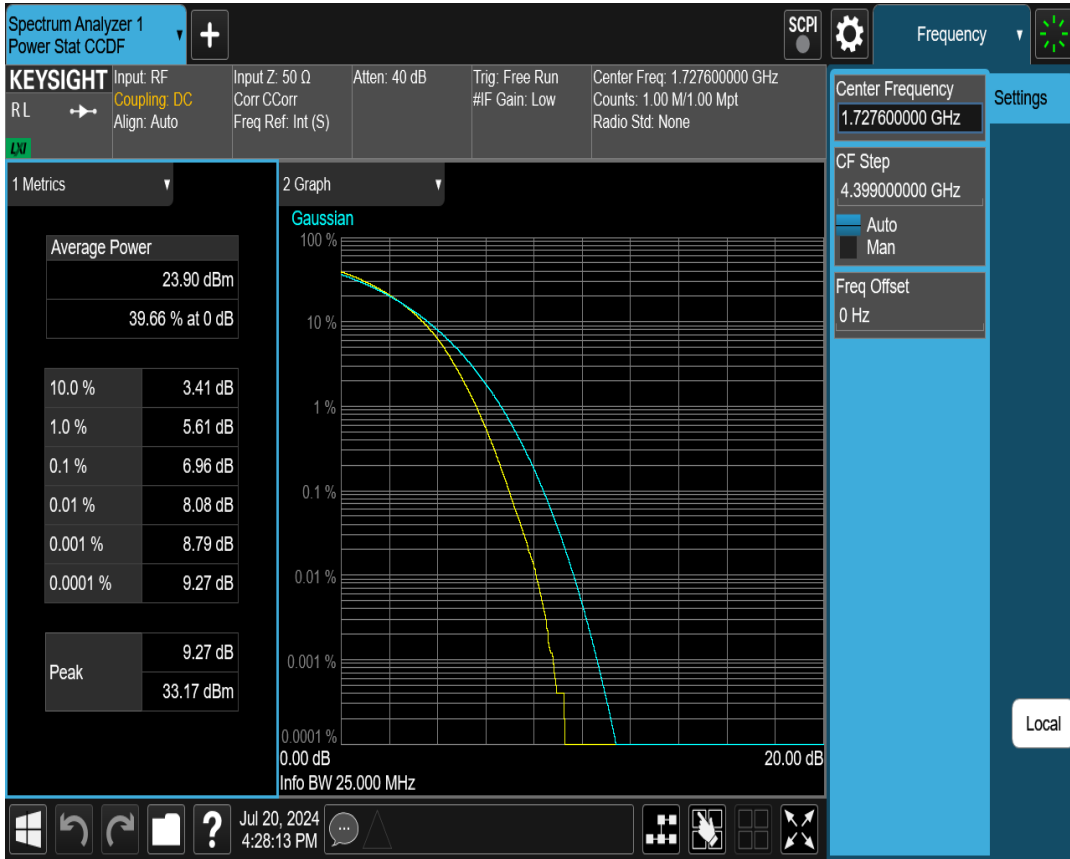 Spectrum Analyzer 1
Power Stat CCDF
SCPI
Frequency
KEYSIGHT
R L
LXI
Input: RF
Coupling: DC
Align: Auto
Input Z: 50 Ω
Corr CCorr
Freq Ref: Int (S)
Atten: 40 dB
Trig: Free Run
#IF Gain: Low
Center Freq: 1.727600000 GHz
Counts: 1.00 M/1.00 Mpt
Radio Std: None
Center Frequency
1.727600000 GHz
Settings
CF Step
4.399000000 GHz
Auto
Man
Freq Offset
0 Hz
1 Metrics
Average Power
23.90 dBm
39.66 % at 0 dB
10.0 % 3.41 dB
1.0 % 5.61 dB
0.1 % 6.96 dB
0.01 % 8.08 dB
0.001 % 8.79 dB
0.0001 % 9.27 dB
Peak
9.27 dB
33.17 dBm
2 Graph
Gaussian
100 %
10 %
1 %
0.1 %
0.01 %
0.001 %
0.0001 %
0.00 dB 20.00 dB
Info BW 25.000 MHz
Local
?
Jul 20, 2024
4:28:13 PM